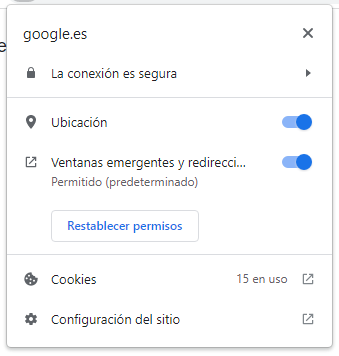 google.es
La conexión es segura
Ubicación
Ventanas emergentes y redirecci...
Permitido (predeterminado)
Restablecer permisos
Cookies 15 en uso
Configuración del sitio